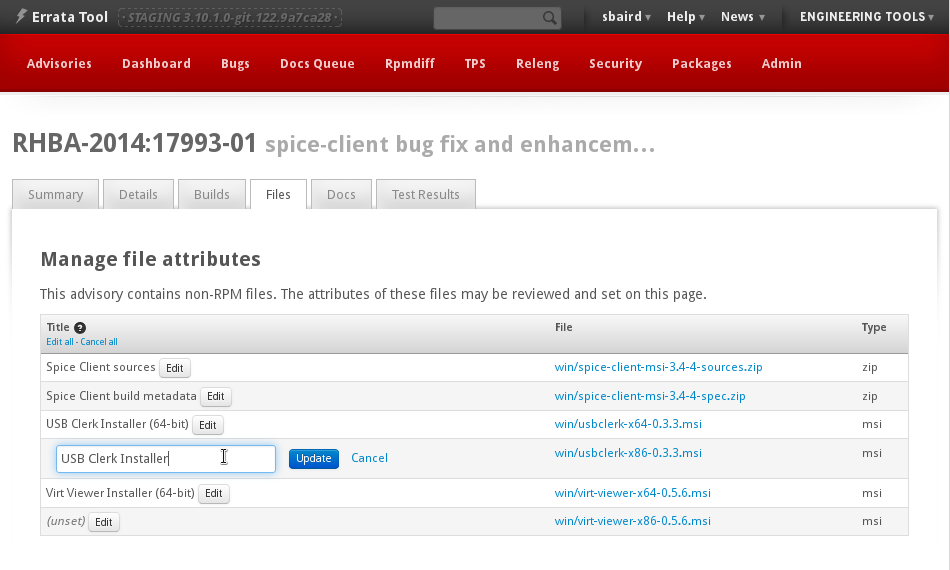 Errata Tool · STAGING 3.10.1.0-git.122.9a7ca28 · sbaird ▾ Help ▾ News ▾ ENGINEERING TOOLS ▾
Advisories Dashboard Bugs Docs Queue Rpmdiff TPS Releng Security Packages Admin
RHBA-2014:17993-01 spice-client bug fix and enhancem...
Summary Details Builds Files Docs Test Results
Manage file attributes
This advisory contains non-RPM files. The attributes of these files may be reviewed and set on this page.
Title ? File Type
Edit all - Cancel all
Spice Client sources Edit win/spice-client-msi-3.4-4-sources.zip zip
Spice Client build metadata Edit win/spice-client-msi-3.4-4-spec.zip zip
USB Clerk Installer (64-bit) Edit win/usbclerk-x64-0.3.3.msi msi
USB Clerk Installer Update Cancel win/usbclerk-x86-0.3.3.msi msi
Virt Viewer Installer (64-bit) Edit win/virt-viewer-x64-0.5.6.msi msi
(unset) Edit win/virt-viewer-x86-0.5.6.msi msi